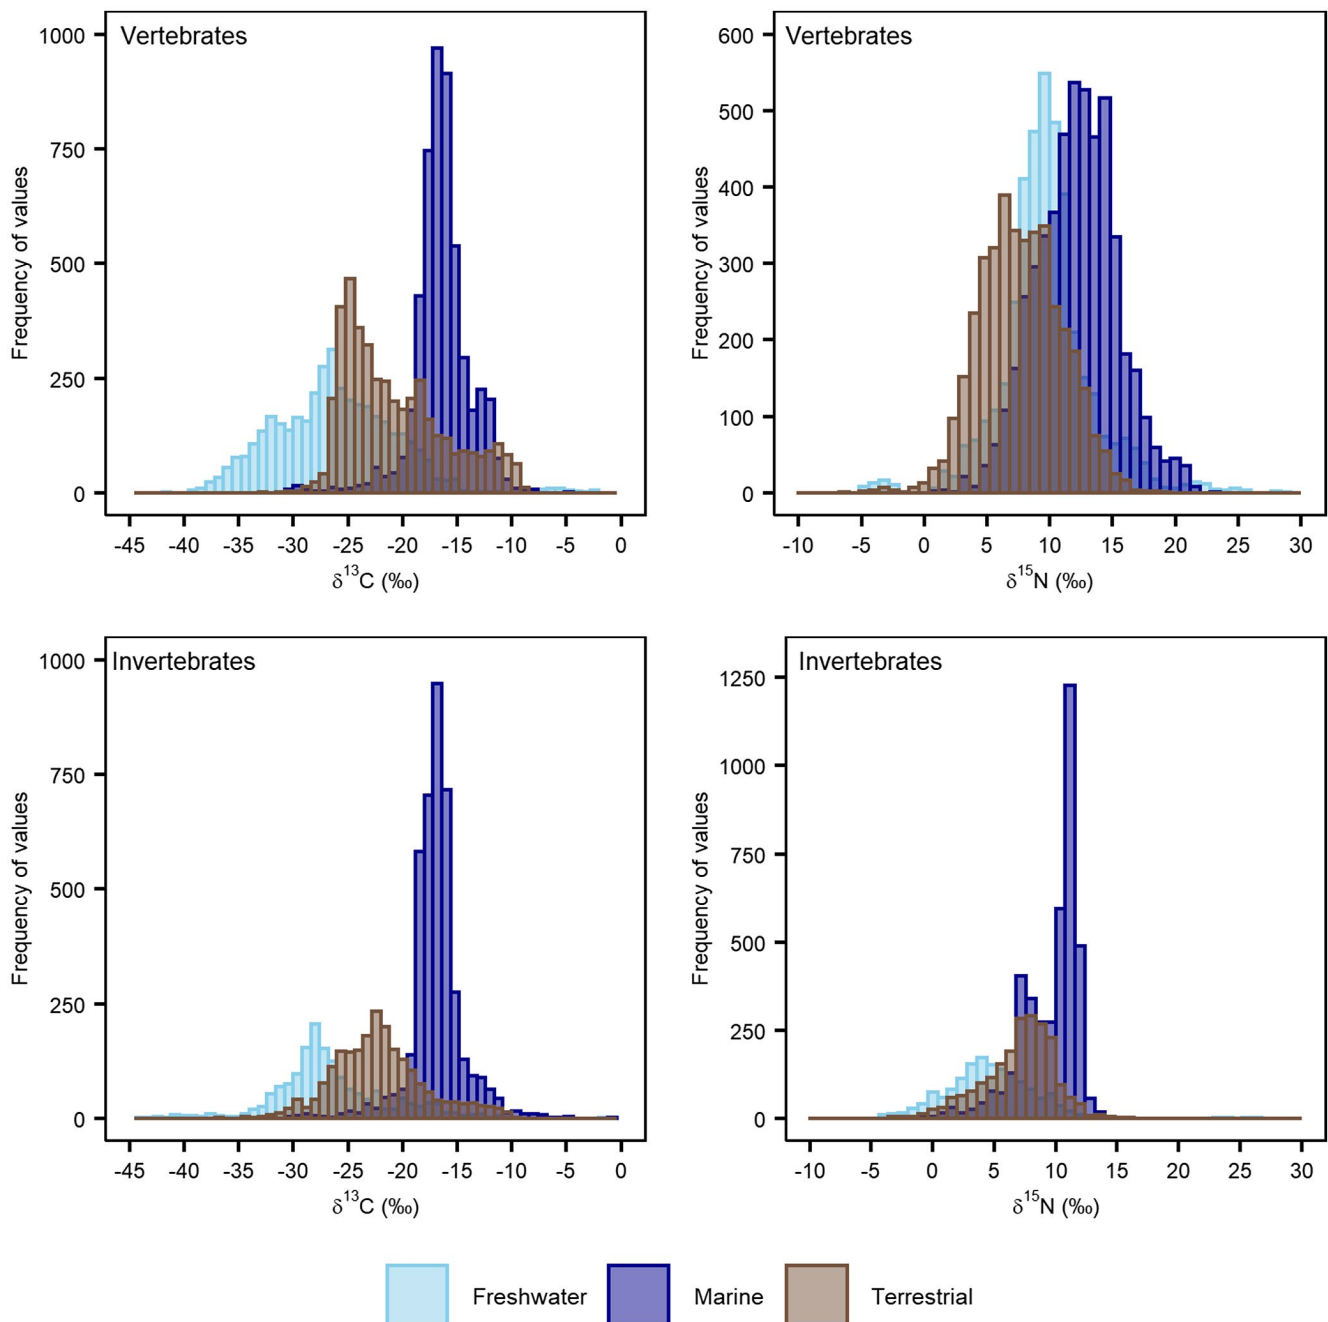 Vertebrates
1000
750
500
250
0
Frequency of values
-45 -40 -35 -30 -25 -20 -15 -10 -5 0
δ13C (‰)
Vertebrates
600
500
400
300
200
100
0
Frequency of values
-10 -5 0 5 10 15 20 25 30
δ15N (‰)
Invertebrates
1000
750
500
250
0
Frequency of values
-45 -40 -35 -30 -25 -20 -15 -10 -5 0
δ13C (‰)
Invertebrates
1250
1000
750
500
250
0
Frequency of values
-10 -5 0 5 10 15 20 25 30
δ15N (‰)
Freshwater Marine Terrestrial